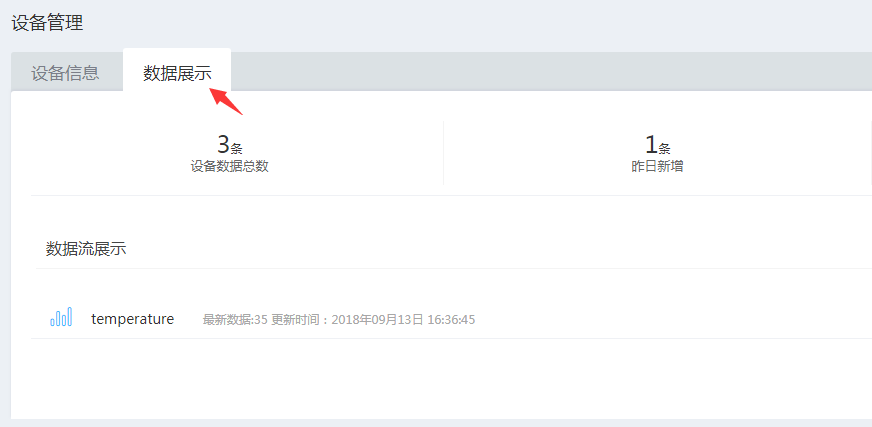 设备管理
设备信息 数据展示
3条 1条
设备数据总数 昨日新增
数据流展示
temperature 最新数据:35 更新时间：2018年09月13日 16:36:45